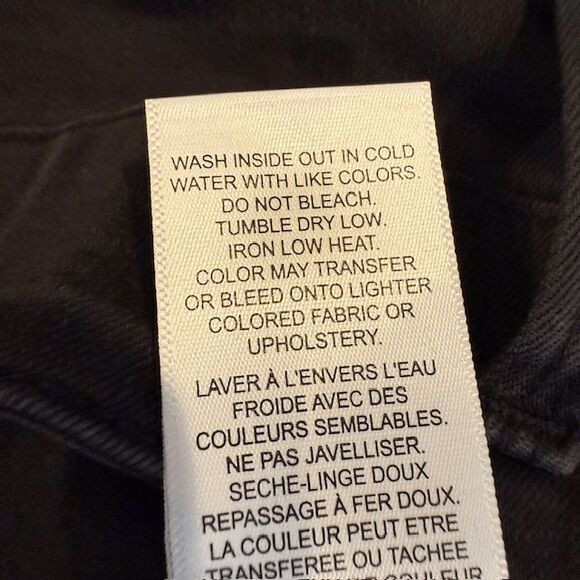 WASH INSIDE OUT IN COLD
WATER WITH LIKE COLORS.
DO NOT BLEACH.
TUMBLE DRY LOW.
IRON LOW HEAT.
COLOR MAY TRANSFER
OR BLEED ONTO LIGHTER
COLORED FABRIC OR
UPHOLSTERY.
LAVER À L'ENVERS L'EAU
FROIDE AVEC DES
COULEURS SEMBLABLES.
NE PAS JAVELLISER.
SECHE-LINGE DOUX
REPASSAGE À FER DOUX.
LA COULEUR PEUT ETRE
TRANSFEREE OU TACHEE